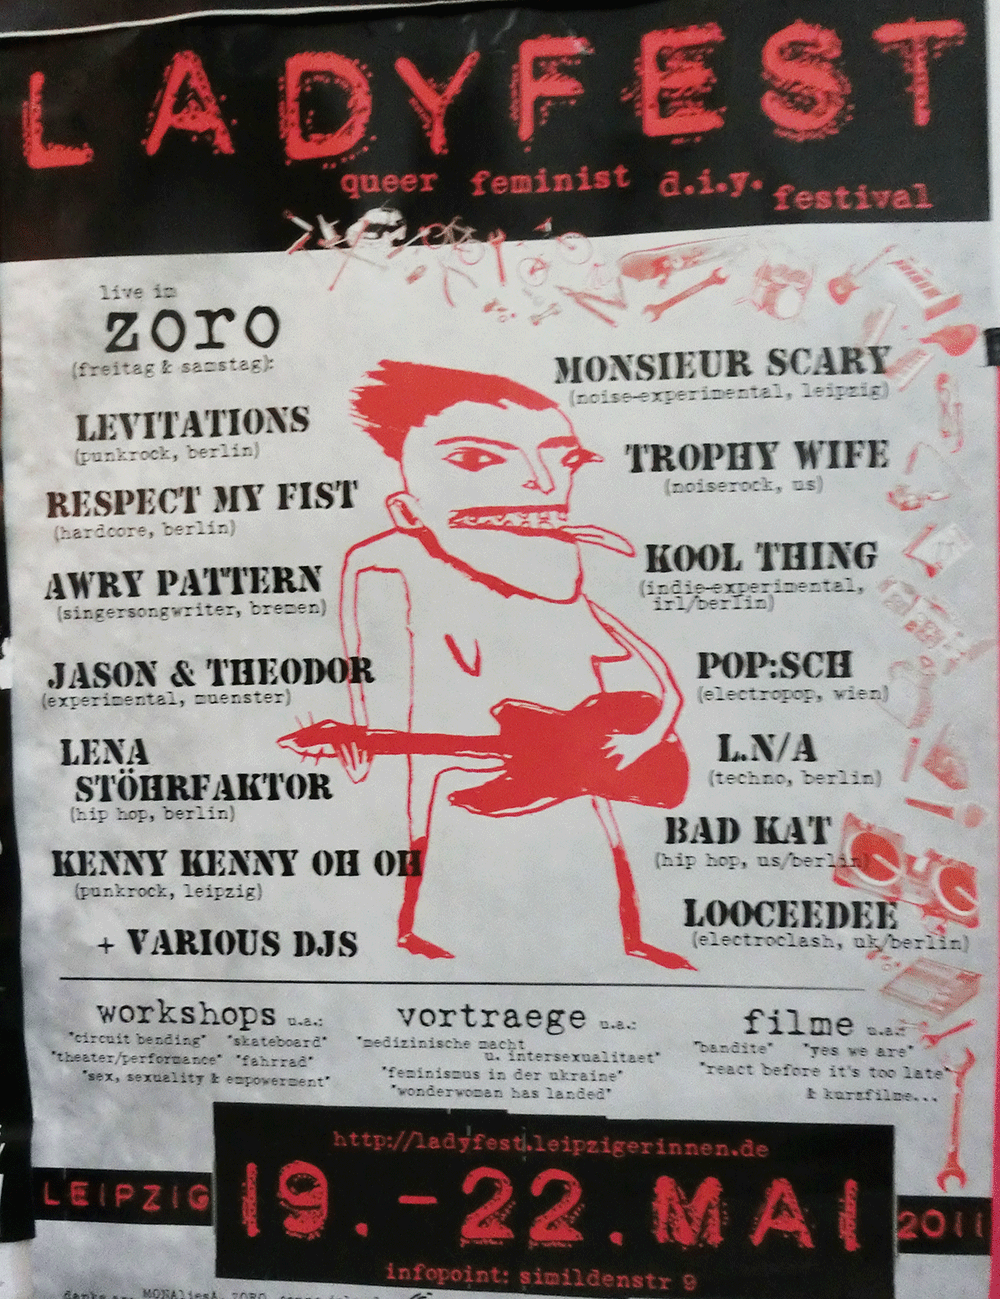 LADYFEST
queer feminist d.i.y. festival
live im
zoro
(freitag & samstag):
LEVITATIONS
(punkrock, berlin)
RESPECT MY FIST
(hardcore, berlin)
AWRY PATTERN
(singersongwriter, bremen)
JASON & THEODOR
(experimental, muenster)
LENA
STÖHRFAKTOR
(hip hop, berlin)
KENNY KENNY OH OH
(punkrock, leipzig)
+ VARIOUS DJS
MONSIEUR SCARY
(noise-experimental, leipzig)
TROPHY WIFE
(noiserock, us)
KOOL THING
(indie-experimental,
irl/berlin)
POP:SCH
(electropop, wien)
L.N/A
(techno, berlin)
BAD KAT
(hip hop, us/berlin)
LOOCEEDEE
(electroclash, uk/berlin)
workshops u.a.:
"circuit bending" "skateboard"
"theater/performance" "fahrrad"
"sex, sexuality & empowerment"
vortraege u.a.:
"medizinische macht
u. intersexualitaet"
"feminismus in der ukraine"
"wonderwoman has landed"
filme u.a.:
"bandite" "yes we are"
"react before it's too late"
& kurzfilme...
http://ladyfest.leipzigerinnen.de
LEIPZIG 19.-22.MAI 2011
infopoint: simildenstr 9
MONAliesA, ZORO,